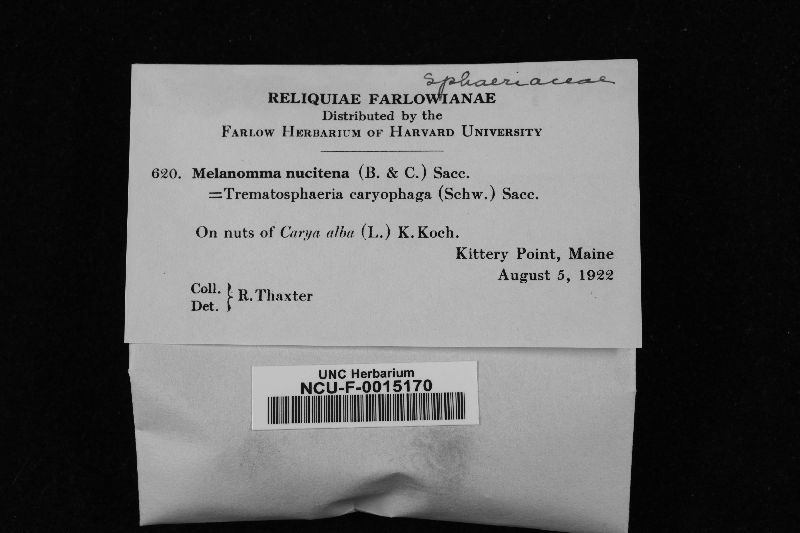 Sphaeriaceae
RELIQUIAE FARLOWIANAE
Distributed by the
FARLOW HERBARIUM OF HARVARD UNIVERSITY
620. Melanomma nucitena (B. & C.) Sacc.
=Trematosphaeria caryophaga (Schw.) Sacc.
On nuts of Carya alba (L.) K. Koch.
Kittery Point, Maine
August 5, 1922
Coll.
Det. } R. Thaxter
UNC Herbarium
NCU-F-0015170